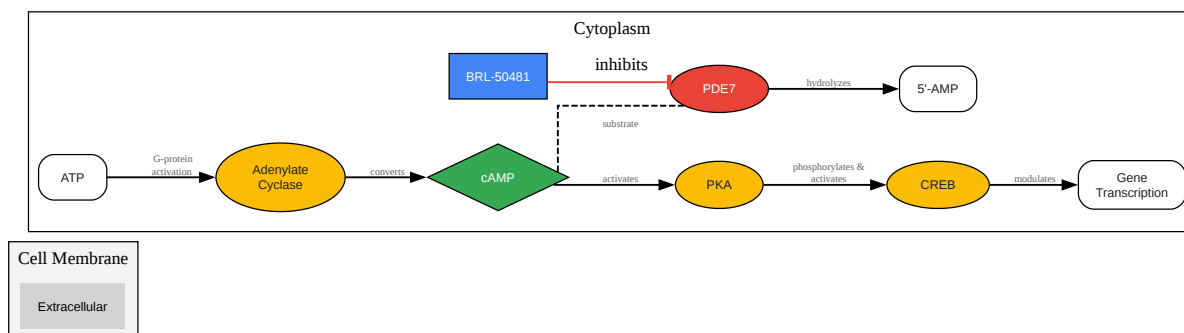 Cytoplasm
BRL-50481
inhibits
PDE7
hydrolyzes
5'-AMP
substrate
ATP
G-protein
activation
Adenylate
Cyclase
converts
cAMP
activates
PKA
phosphorylates &
activates
CREB
modulates
Gene
Transcription
Cell Membrane
Extracellular